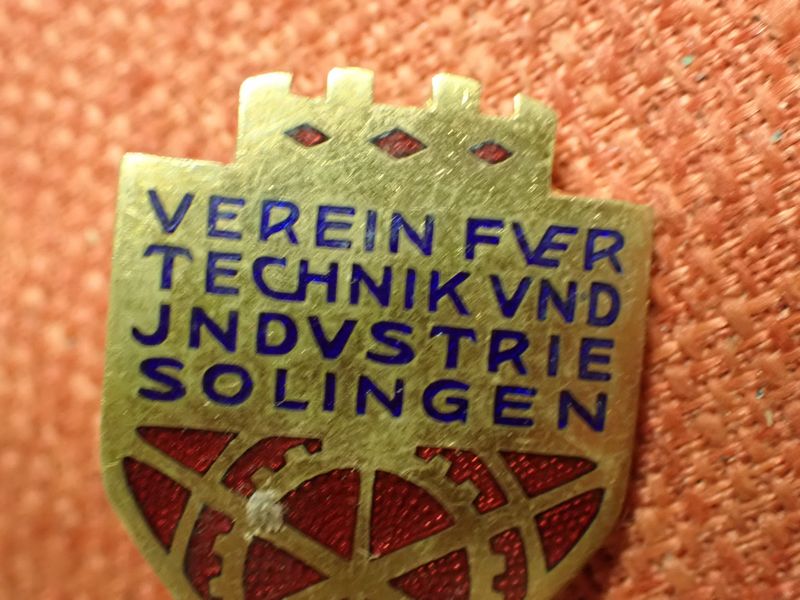 VEREIN FVER
TECHNIK VND
JNDVSTRIE
SOLINGEN